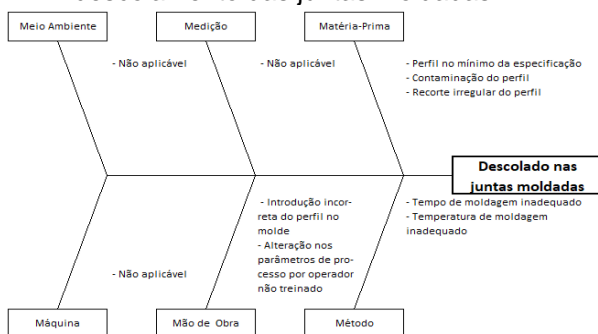 Meio Ambiente
Medição
Matéria-Prima
- Não aplicável
- Não aplicável
- Perfil no mínimo da especificação
- Contaminação do perfil
- Recorte irregular do perfil
Descolado nas
juntas moldadas
- Introdução incor-
reta do perfil no
molde
- Alteração nos
parâmetros de pro-
cesso por operador
não treinado
- Tempo de moldagem inadequado
- Temperatura de moldagem
inadequado
- Não aplicável
Máquina
Mão de Obra
Método